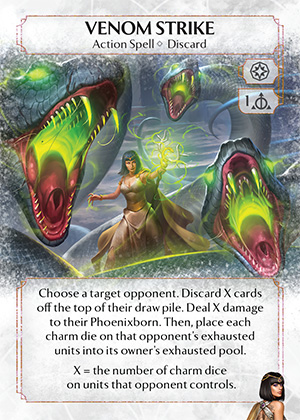 VENOM STRIKE
Action Spell ⟐ Discard
1
Choose a target opponent. Discard X cards
off the top of their draw pile. Deal X damage
to their Phoenixborn. Then, place each
charm die on that opponent's exhausted
units into its owner's exhausted pool.
X = the number of charm dice
on units that opponent controls.